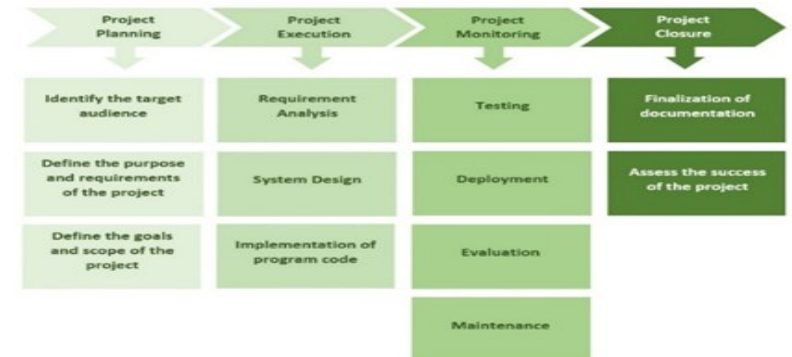 Project
Planning
Project
Execution
Project
Monitoring
Project
Closure
Identify the target
audience
Define the purpose
and requirements
of the project
Define the goals
and scope of the
project
Requirement
Analysis
System Design
Implementation of
program code
Testing
Deployment
Evaluation
Maintenance
Finalization of
documentation
Assess the success
of the project